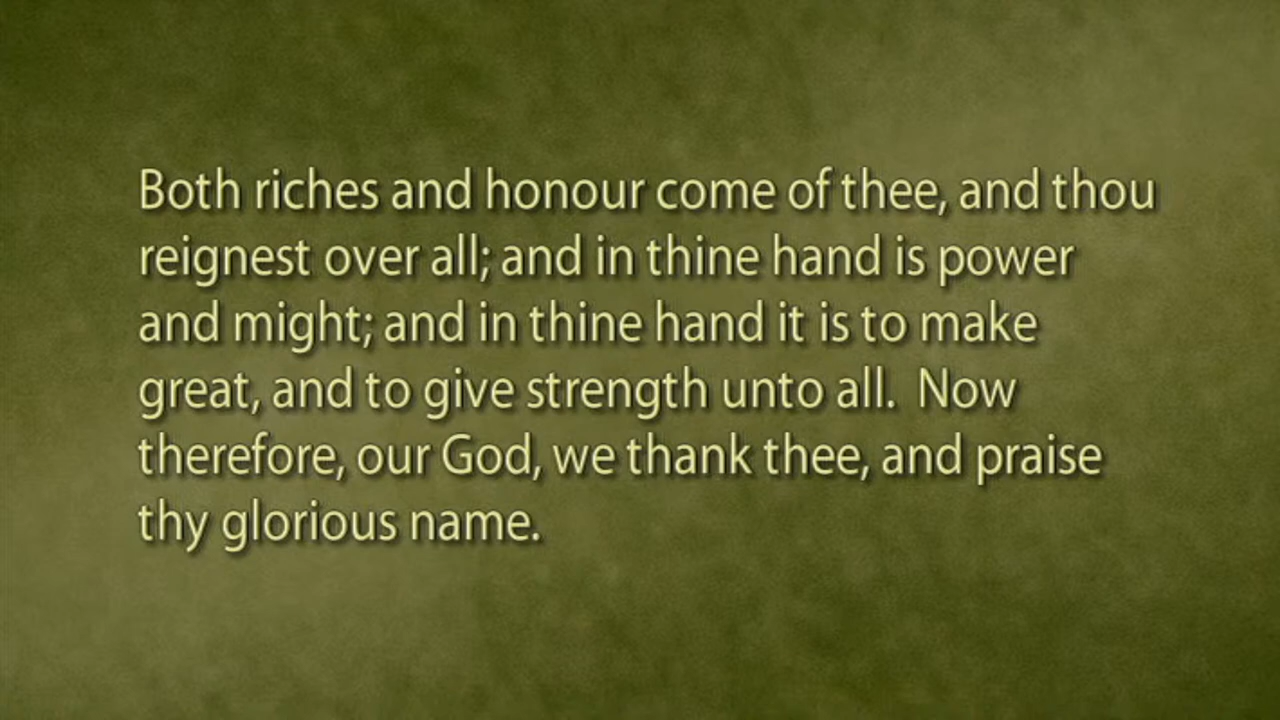 Both riches and honour come of thee, and thou
reignest over all; and in thine hand is power
and might; and in thine hand it is to make
great, and to give strength unto all.  Now
therefore, our God, we thank thee, and praise
thy glorious name.